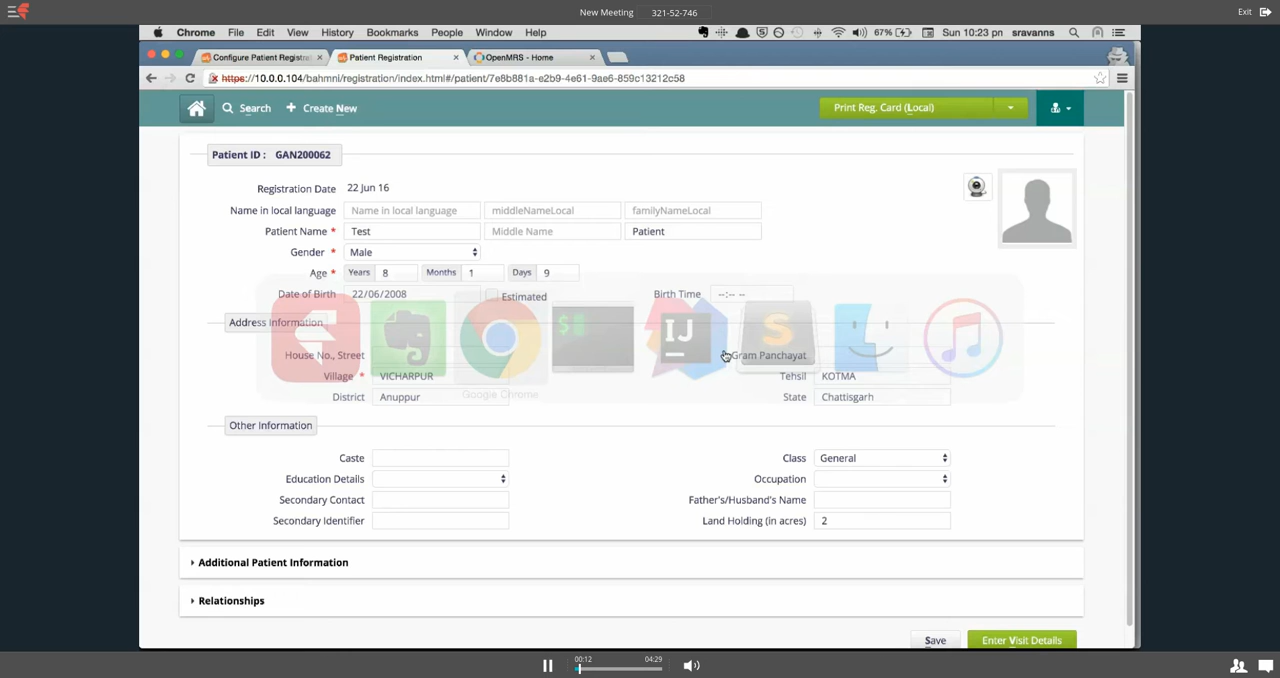 New Meeting 321-52-746 Exit
Chrome File Edit View History Bookmarks People Window Help 67% Sun 10:23 pm sravanns
Configure Patient Registra × Patient Registration × OpenMRS - Home ×
https://10.0.0.104/bahmni/registration/index.html#/patient/7e8b881a-e2b9-4e61-9ae6-859c13212c58
Search + Create New Print Reg. Card (Local)
Patient ID : GAN200062
Registration Date 22 Jun 16
Name in local language Name in local language middleNameLocal familyNameLocal
Patient Name * Test Middle Name Patient
Gender * Male
Age * Years 8 Months 1 Days 9
Date of Birth 22/06/2008 Estimated Birth Time --:-- --
Address Information
House No., Street Gram Panchayat
Village * VICHARPUR Tehsil KOTMA
District Anuppur State Chattisgarh
$
IJ
S
Google Chrome
Other Information
Caste Class General
Education Details Occupation
Secondary Contact Father's/Husband's Name
Secondary Identifier Land Holding (in acres) 2
Additional Patient Information
Relationships
Save Enter Visit Details
00:12 04:29